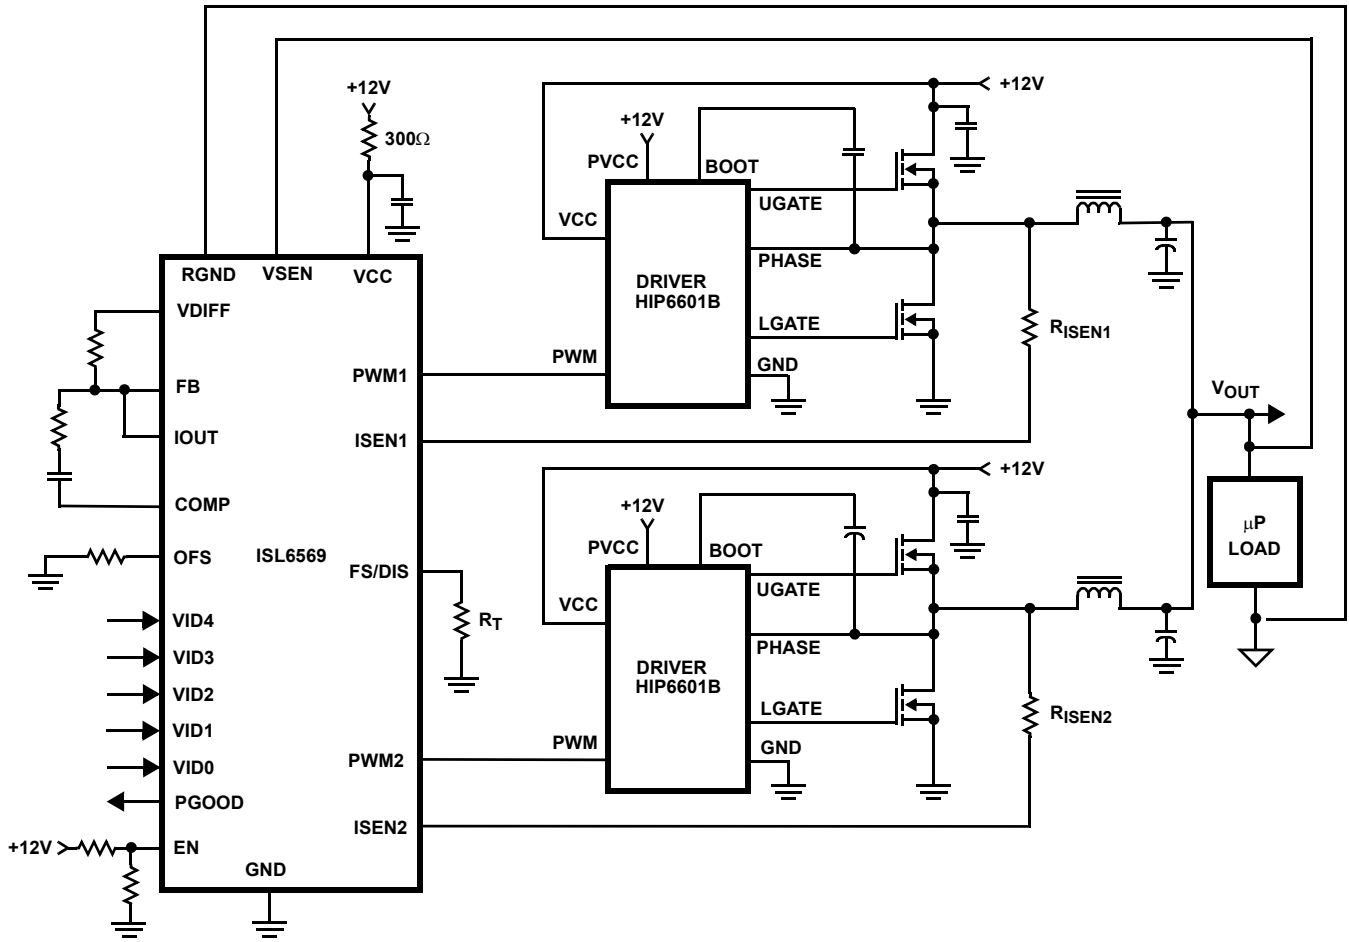 +12V
300Ω
RGND
VSEN
VCC
VDIFF
FB
IOUT
COMP
OFS
ISL6569
VID4
VID3
VID2
VID1
VID0
PGOOD
+12V
EN
GND
PWM1
ISEN1
FS/DIS
RT
PWM2
ISEN2
+12V
+12V
PVCC
BOOT
VCC
UGATE
PHASE
DRIVER
HIP6601B
LGATE
PWM
GND
RISEN1
+12V
+12V
PVCC
BOOT
VCC
UGATE
PHASE
DRIVER
HIP6601B
LGATE
PWM
GND
RISEN2
VOUT
μP
LOAD